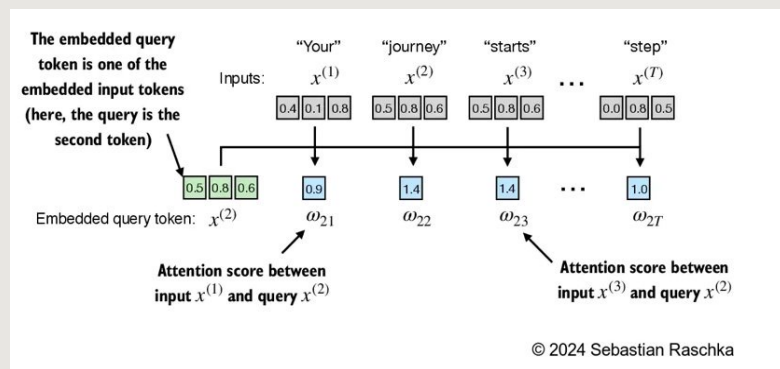 The embedded query
token is one of the
embedded input tokens
(here, the query is the
second token)
"Your" "journey" "starts" "step"
Inputs: x(1) x(2) x(3) ... x(T)
0.4 0.1 0.8 0.5 0.8 0.6 0.5 0.8 0.6 0.0 0.8 0.5
0.5 0.8 0.6 0.9 1.4 1.4 ... 1.0
Embedded query token: x(2) ω21 ω22 ω23 ω2T
Attention score between
input x(1) and query x(2)
Attention score between
input x(3) and query x(2)
© 2024 Sebastian Raschka